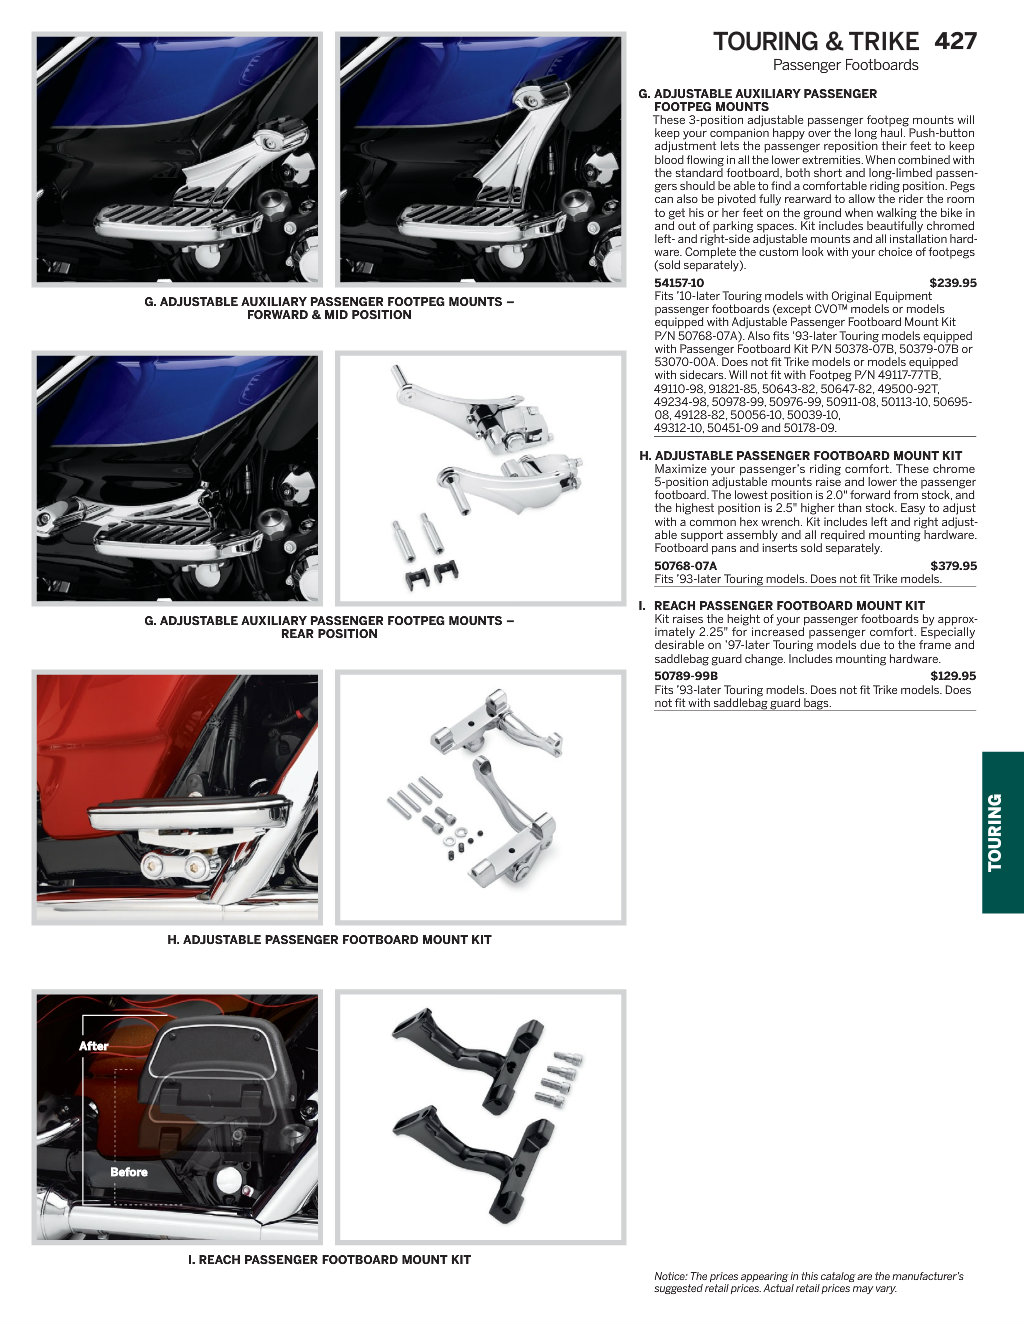 TOURING & TRIKE 427
Passenger Footboards
G. ADJUSTABLE AUXILIARY PASSENGER
FOOTPEG MOUNTS
These 3-position adjustable passenger footpeg mounts will
keep your companion happy over the long haul. Push-button
adjustment lets the passenger reposition their feet to keep
blood flowing in all the lower extremities. When combined with
the standard footboard, both short and long-limbed passen-
gers should be able to find a comfortable riding position. Pegs
can also be pivoted fully rearward to allow the rider the room
to get his or her feet on the ground when walking the bike in
and out of parking spaces. Kit includes beautifully chromed
left- and right-side adjustable mounts and all installation hard-
ware. Complete the custom look with your choice of footpegs
(sold separately).
54157-10 $239.95
Fits '10-later Touring models with Original Equipment
passenger footboards (except CVO™ models or models
equipped with Adjustable Passenger Footboard Mount Kit
P/N 50768-07A). Also fits '93-later Touring models equipped
with Passenger Footboard Kit P/N 50378-07B, 50379-07B or
53070-00A. Does not fit Trike models or models equipped
with sidecars. Will not fit with Footpeg P/N 49117-77TB,
49110-98, 91821-85, 50643-82, 50647-82, 49500-92T,
49234-98, 50978-99, 50976-99, 50911-08, 50113-10, 50695-
08, 49128-82, 50056-10, 50039-10,
49312-10, 50451-09 and 50178-09.
H. ADJUSTABLE PASSENGER FOOTBOARD MOUNT KIT
Maximize your passenger's riding comfort. These chrome
5-position adjustable mounts raise and lower the passenger
footboard. The lowest position is 2.0" forward from stock, and
the highest position is 2.5" higher than stock. Easy to adjust
with a common hex wrench. Kit includes left and right adjust-
able support assembly and all required mounting hardware.
Footboard pans and inserts sold separately.
50768-07A $379.95
Fits '93-later Touring models. Does not fit Trike models.
I. REACH PASSENGER FOOTBOARD MOUNT KIT
Kit raises the height of your passenger footboards by approx-
imately 2.25" for increased passenger comfort. Especially
desirable on '97-later Touring models due to the frame and
saddlebag guard change. Includes mounting hardware.
50789-99B $129.95
Fits '93-later Touring models. Does not fit Trike models. Does
not fit with saddlebag guard bags.
G. ADJUSTABLE AUXILIARY PASSENGER FOOTPEG MOUNTS –
FORWARD & MID POSITION
G. ADJUSTABLE AUXILIARY PASSENGER FOOTPEG MOUNTS –
REAR POSITION
H. ADJUSTABLE PASSENGER FOOTBOARD MOUNT KIT
After
Before
I. REACH PASSENGER FOOTBOARD MOUNT KIT
TOURING
Notice: The prices appearing in this catalog are the manufacturer's
suggested retail prices. Actual retail prices may vary.